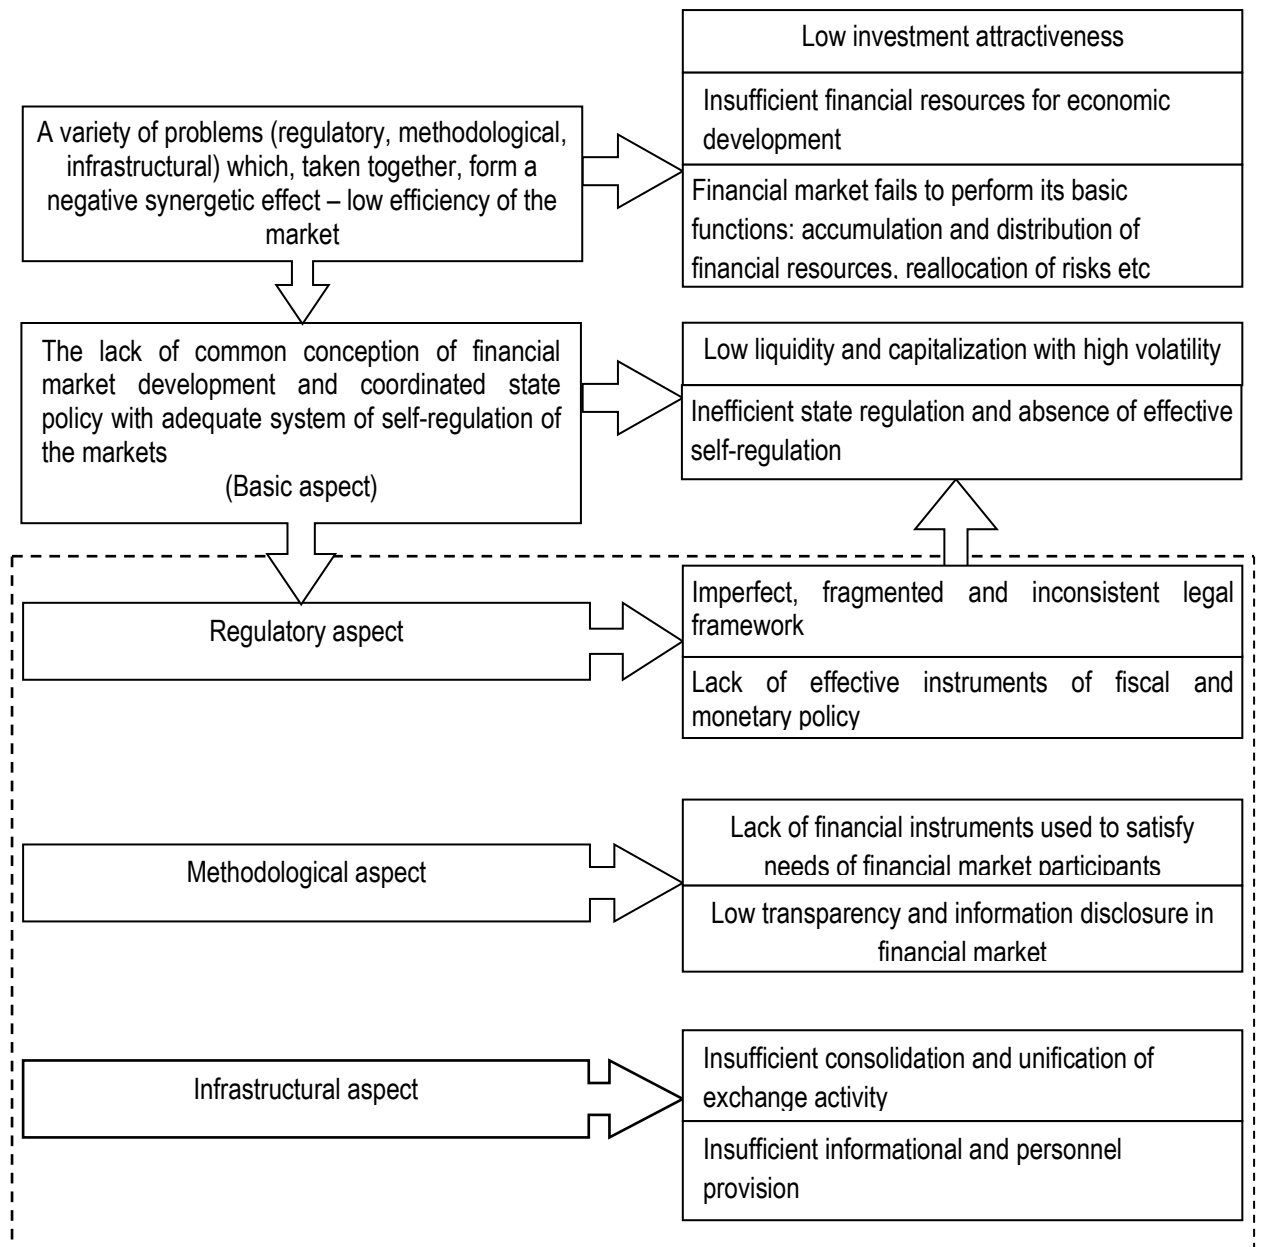 Low investment attractiveness
Insufficient financial resources for economic
development
Financial market fails to perform its basic
functions: accumulation and distribution of
financial resources, reallocation of risks etc
A variety of problems (regulatory, methodological,
infrastructural) which, taken together, form a
negative synergetic effect – low efficiency of the
market
The lack of common conception of financial
market development and coordinated state
policy with adequate system of self-regulation of
the markets
(Basic aspect)
Low liquidity and capitalization with high volatility
Inefficient state regulation and absence of effective
self-regulation
Regulatory aspect
Imperfect, fragmented and inconsistent legal
framework
Lack of effective instruments of fiscal and
monetary policy
Methodological aspect
Lack of financial instruments used to satisfy
needs of financial market participants
Low transparency and information disclosure in
financial market
Infrastructural aspect
Insufficient consolidation and unification of
exchange activity
Insufficient informational and personnel
provision